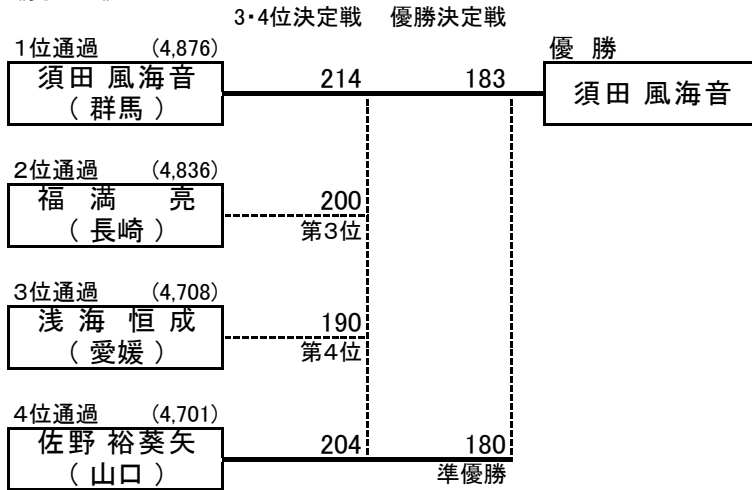 3・4位決定戦 優勝決定戦
1位通過 (4,876)
優 勝
須田 風海音
214
183
須田 風海音
( 群馬 )
2位通過 (4,836)
福 満 亮
200
( 長崎 )
第3位
3位通過 (4,708)
浅 海 恒 成
190
( 愛媛 )
第4位
4位通過 (4,701)
佐野 裕葵矢
204
180
( 山口 )
準優勝